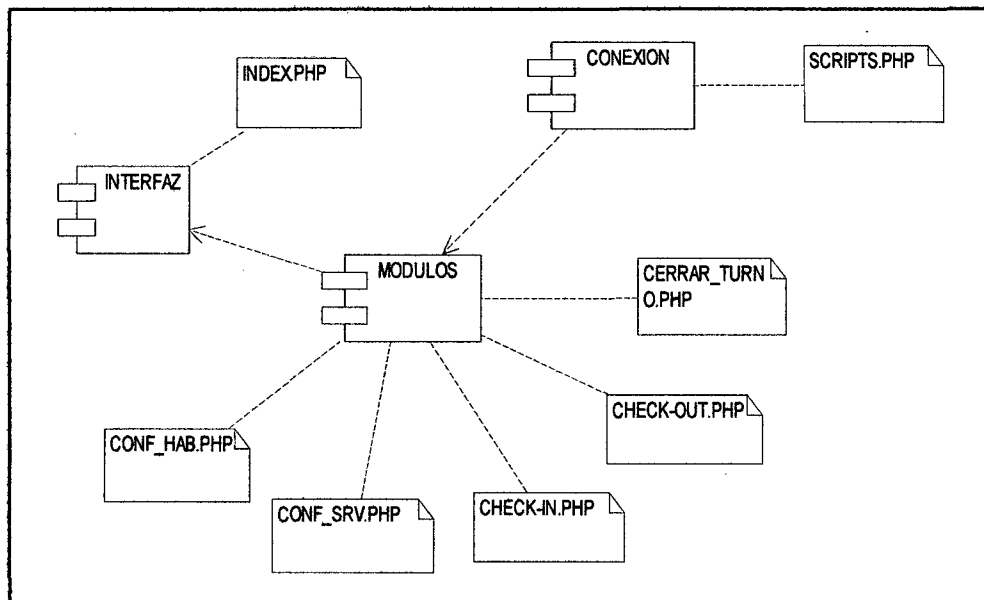 INDEX.PHP
CONEXION
SCRIPTS.PHP
INTERFAZ
MODULOS
CERRAR_TURN
O.PHP
CHECK-OUT.PHP
CONF_HAB.PHP
CONF_SRV.PHP
CHECK-IN.PHP